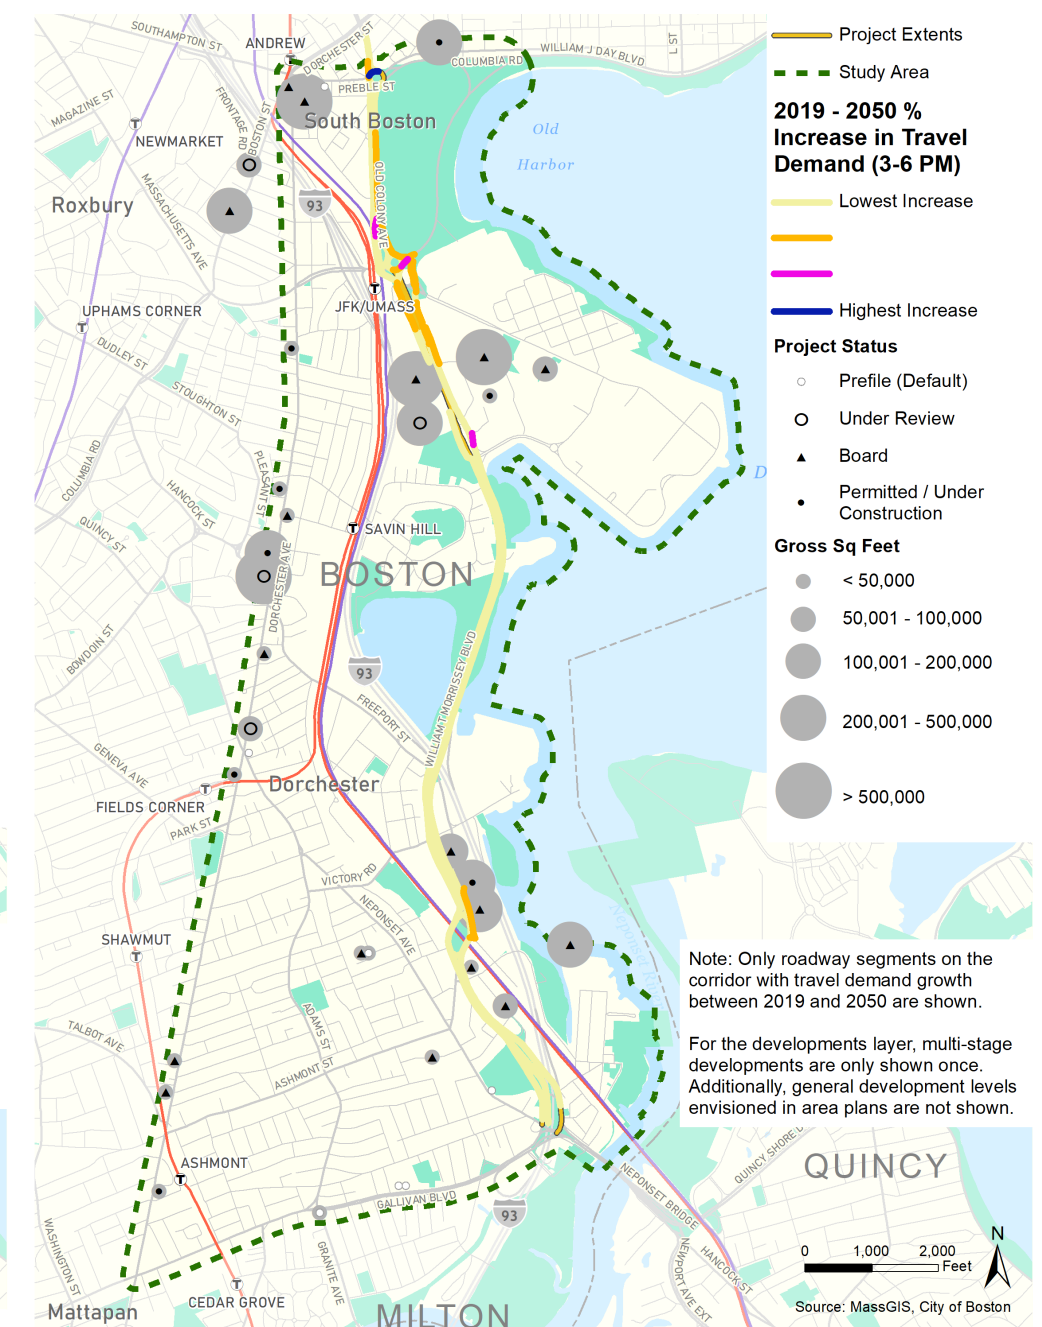 SOUTHAMPTON ST
ANDREW
DORCHESTER ST
WILLIAM J DAY BLVD
COLUMBIA RD
L ST
PREBLE ST
MAGAZINE ST
FRONTAGE RD
BOSTON ST
South Boston
Old
Harbor
NEWMARKET
OLD COLONY AVE
MASSACHUSETTS AVE
Roxbury
93
JFK/UMASS
UPHAMS CORNER
DUDLEY ST
STOUGHTON ST
COLUMBIA RD
PLEASANT ST
HANCOCK ST
D
QUINCY ST
SAVIN HILL
BOSTON
DORCHESTER AVE
BOWDOIN ST
93
WILLIAM T MORRISSEY BLVD
FREEPORT ST
GENEVA AVE
Dorchester
FIELDS CORNER
PARK ST
VICTORY RD
NEPONSET AVE
Neponset River
SHAWMUT
ADAMS ST
TALBOT AVE
ASHMONT ST
ASHMONT
QUINCY SHORE D
QUINCY
NEPONSET BRIDGE
GALLIVAN BLVD
93
WASHINGTON ST
GRANITE AVE
NEWPORT AVE EXT
HANCOCK ST
CEDAR GROVE
Mattapan
MILTON
Project Extents
Study Area
2019 - 2050 %
Increase in Travel
Demand (3-6 PM)
Lowest Increase
Highest Increase
Project Status
Prefile (Default)
Under Review
Board
Permitted / Under
Construction
Gross Sq Feet
< 50,000
50,001 - 100,000
100,001 - 200,000
200,001 - 500,000
> 500,000
Note: Only roadway segments on the
corridor with travel demand growth
between 2019 and 2050 are shown.
For the developments layer, multi-stage
developments are only shown once.
Additionally, general development levels
envisioned in area plans are not shown.
N
0 1,000 2,000
Feet
Source: MassGIS, City of Boston